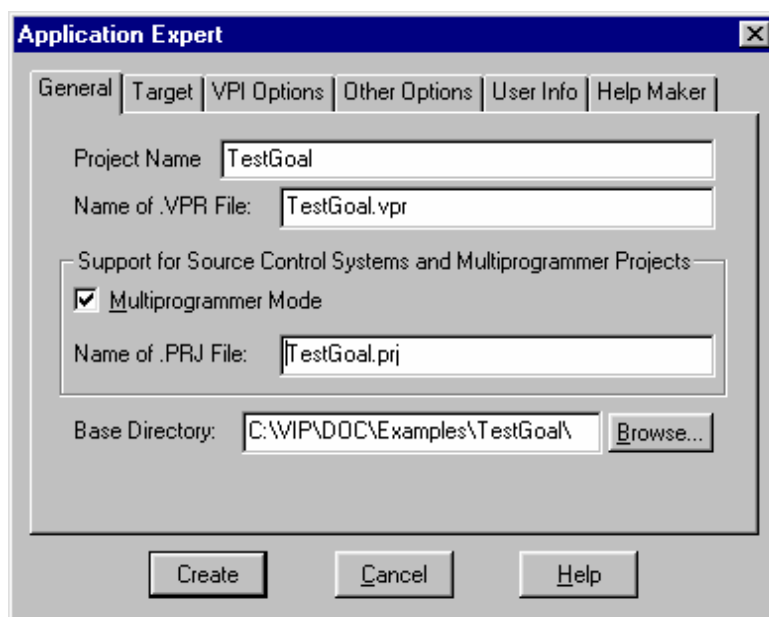 Application Expert
General Target VPI Options Other Options User Info Help Maker
Project Name TestGoal
Name of .VPR File: TestGoal.vpr
Support for Source Control Systems and Multiprogrammer Projects
Multiprogrammer Mode
Name of .PRJ File: TestGoal.prj
Base Directory: C:\VIP\DOC\Examples\TestGoal\ Browse...
Create Cancel Help